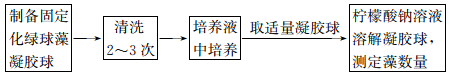 制备固定
化绿球藻
凝胶球
清洗
2～3 次
培养液
中培养
取适量凝胶球
柠檬酸钠溶液
溶解凝胶球，
测定藻数量